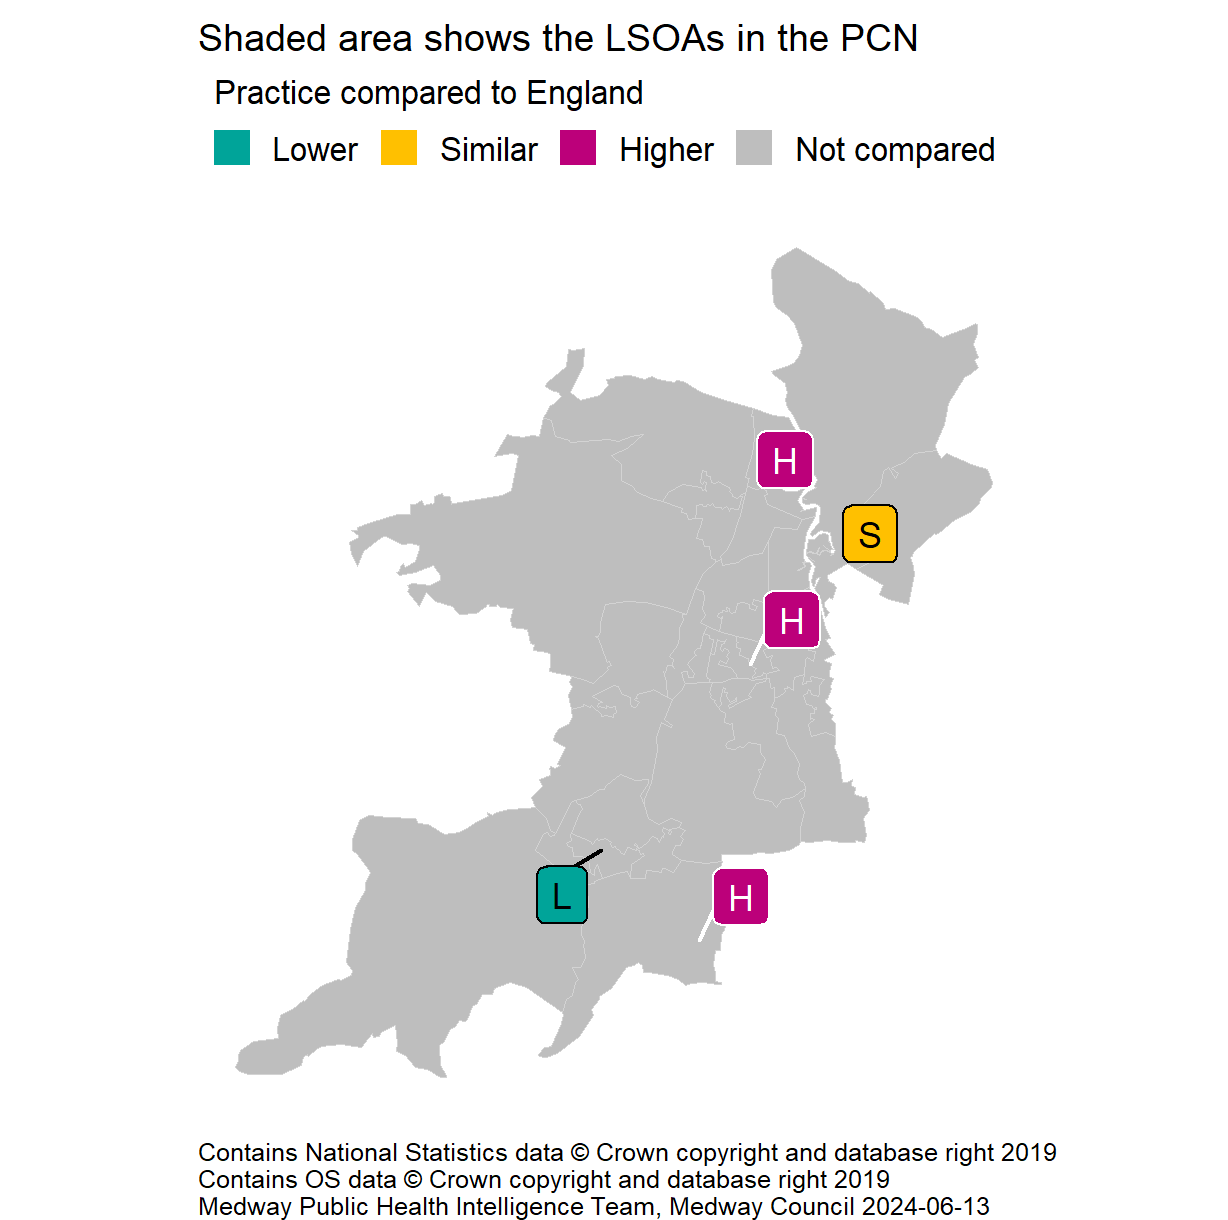 Shaded area shows the LSOAs in the PCN
Practice compared to England
Lower Similar Higher Not compared
H
S
H
L
H
Contains National Statistics data © Crown copyright and database right 2019
Contains OS data © Crown copyright and database right 2019
Medway Public Health Intelligence Team, Medway Council 2024-06-13